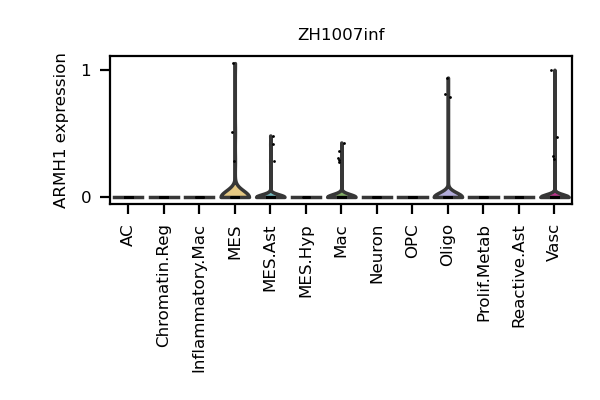 ZH1007inf
ARMH1 expression
1
0
AC
Chromatin.Reg
Inflammatory.Mac
MES
MES.Ast
MES.Hyp
Mac
Neuron
OPC
Oligo
Prolif.Metab
Reactive.Ast
Vasc